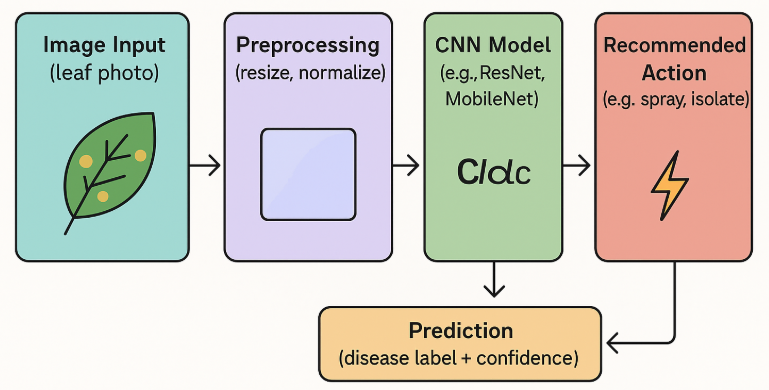 Image Input
(leaf photo)
Preprocessing
(resize, normalize)
CNN Model
(e.g., ResNet,
MobileNet)
Recommended
Action
(e.g. spray, isolate)
Prediction
(disease label + confidence)